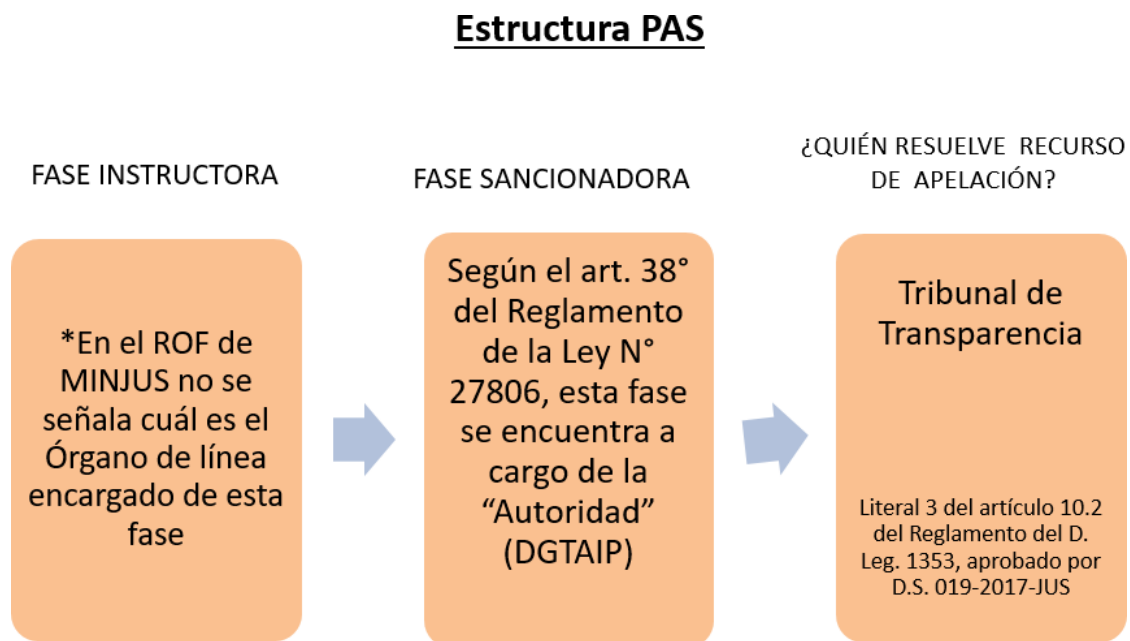 Estructura PAS
FASE INSTRUCTORA
*En el ROF de
MINJUS no se
señala cuál es el
Órgano de línea
encargado de esta
fase
FASE SANCIONADORA
Según el art. 38°
del Reglamento
de la Ley N°
27806, esta fase
se encuentra a
cargo de la
“Autoridad”
(DGTAIP)
¿QUIÉN RESUELVE RECURSO
DE APELACIÓN?
Tribunal de
Transparencia
Literal 3 del artículo 10.2
del Reglamento del D.
Leg. 1353, aprobado por
D.S. 019-2017-JUS